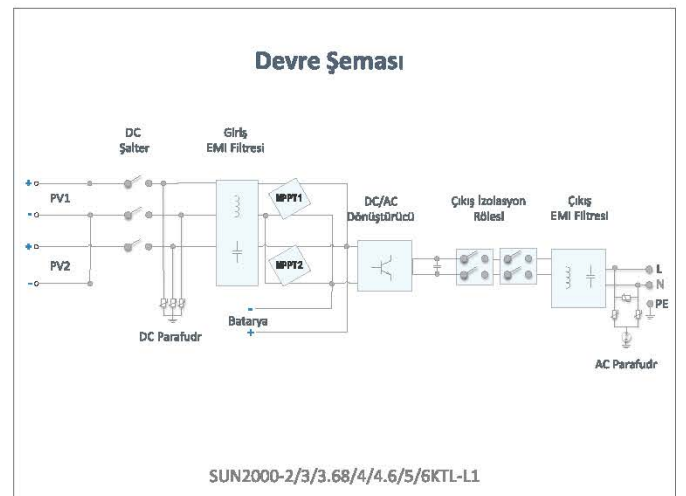 Devre Şeması
DC
Şalter
Giriş
EMI Filtresi
MPPT1
DC/AC
Dönüştürücü
Çıkış İzolasyon
Rölesi
Çıkış
EMI Filtresi
+
PV1
-
+
PV2
-
MPPT2
L
N
PE
-
Batarya
+
DC Parafudr
AC Parafudr
SUN2000-2/3/3.68/4/4.6/5/6KTL-L1